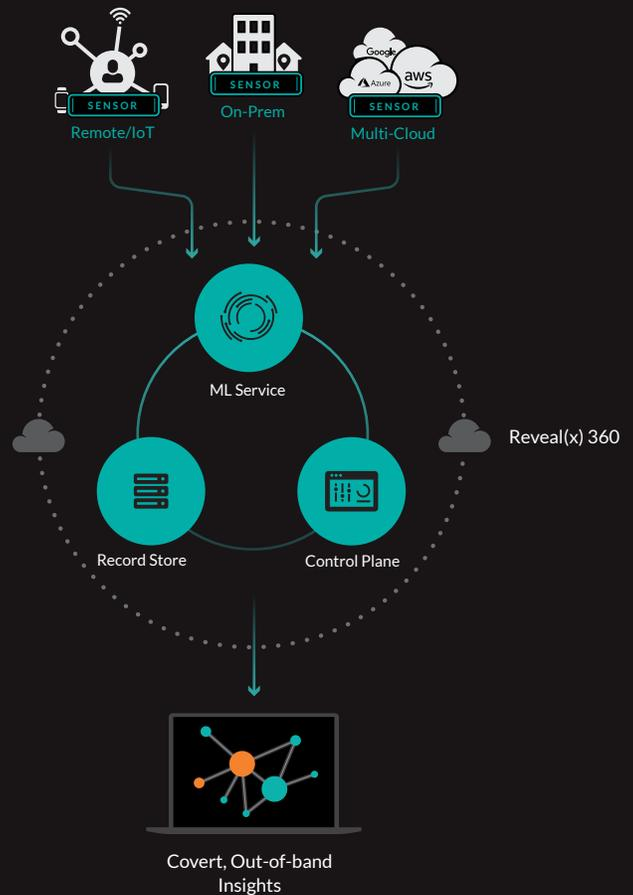 Google
Azure
aws
SENSOR
SENSOR
SENSOR
Remote/IoT
On-Prem
Multi-Cloud
ML Service
Reveal(x) 360
Record Store
Control Plane
Covert, Out-of-band
Insights